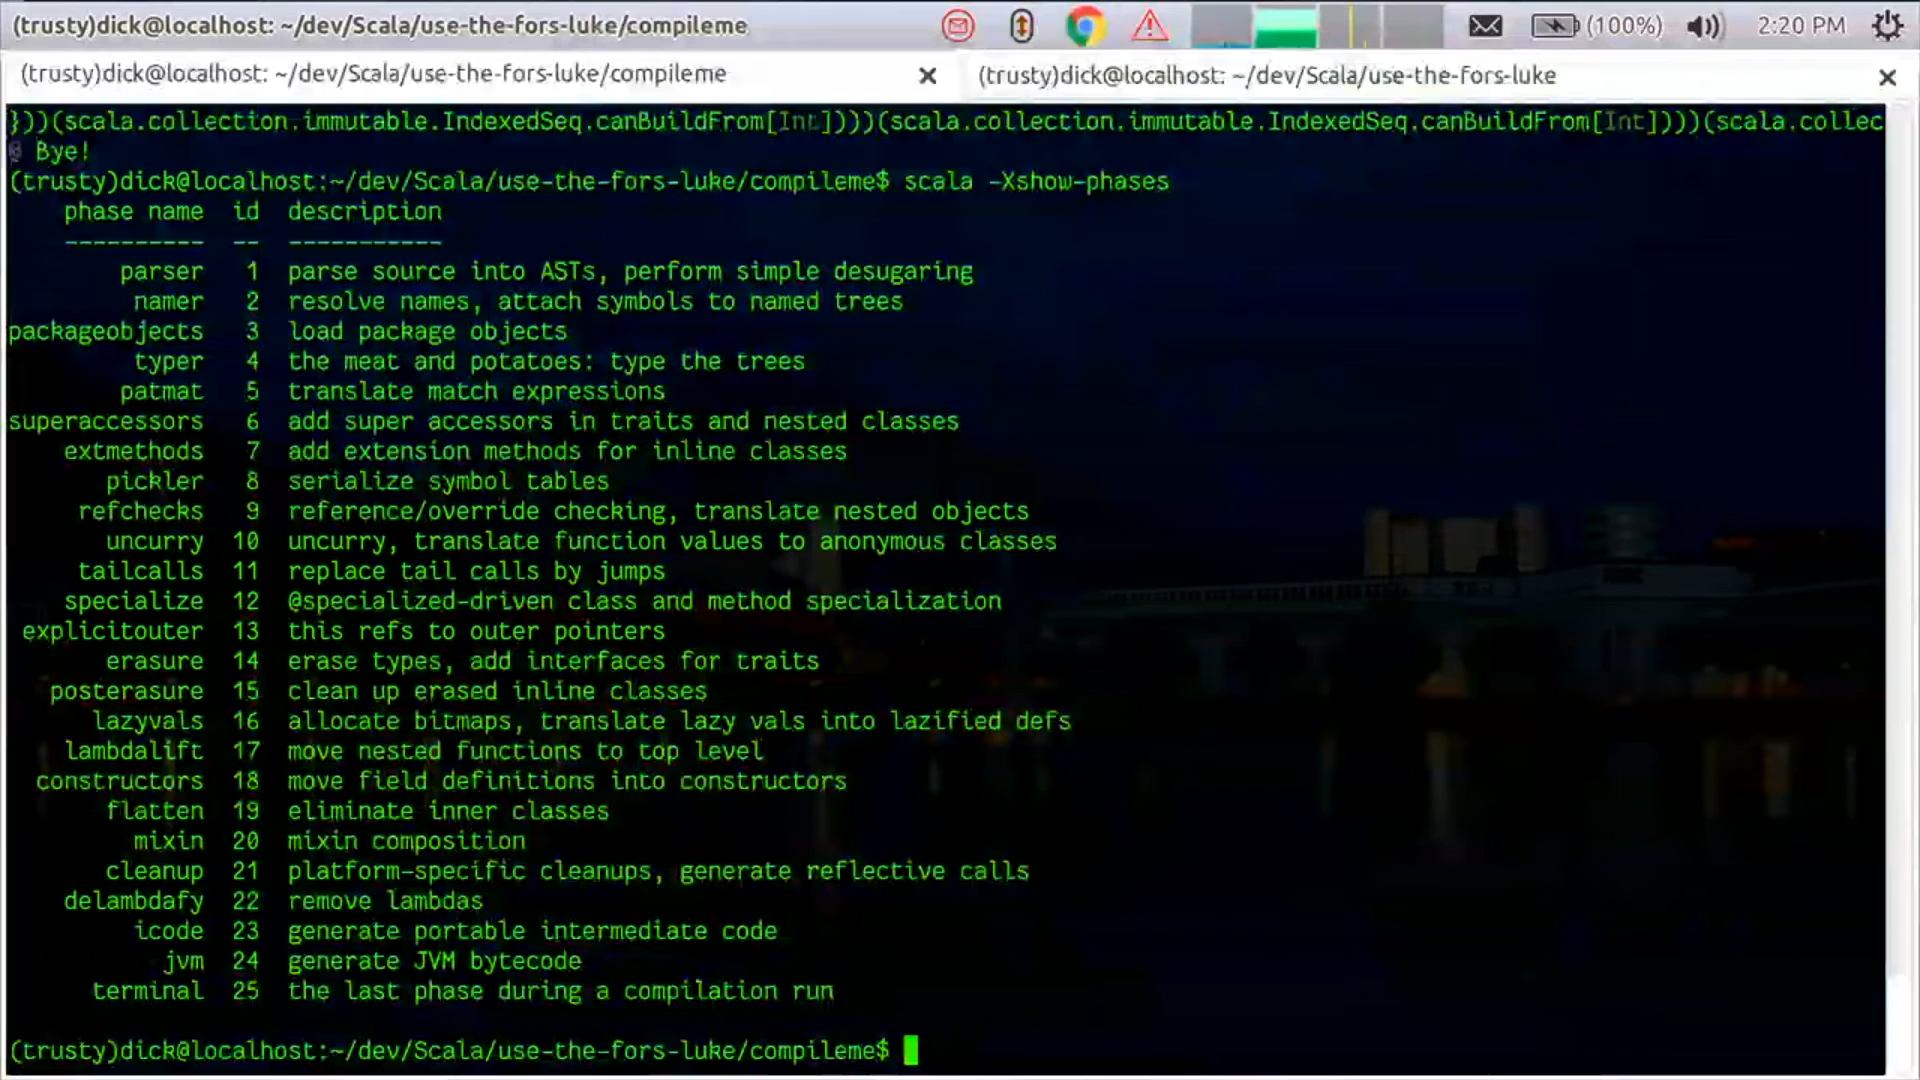 (trusty)dick@localhost: ~/dev/Scala/use-the-fors-luke/compileme (100%) 2:20 PM
(trusty)dick@localhost: ~/dev/Scala/use-the-fors-luke/compileme (trusty)dick@localhost: ~/dev/Scala/use-the-fors-luke
}))(scala.collection.immutable.IndexedSeq.canBuildFrom[Int])))(scala.collection.immutable.IndexedSeq.canBuildFrom[Int])))(scala.collec
@ Bye!
(trusty)dick@localhost:~/dev/Scala/use-the-fors-luke/compileme$ scala -Xshow-phases
phase name id description
---------- -- -----------
parser 1 parse source into ASTs, perform simple desugaring
namer 2 resolve names, attach symbols to named trees
packageobjects 3 load package objects
typer 4 the meat and potatoes: type the trees
patmat 5 translate match expressions
superaccessors 6 add super accessors in traits and nested classes
extmethods 7 add extension methods for inline classes
pickler 8 serialize symbol tables
refchecks 9 reference/override checking, translate nested objects
uncurry 10 uncurry, translate function values to anonymous classes
tailcalls 11 replace tail calls by jumps
specialize 12 @specialized-driven class and method specialization
explicitouter 13 this refs to outer pointers
erasure 14 erase types, add interfaces for traits
posterasure 15 clean up erased inline classes
lazyvals 16 allocate bitmaps, translate lazy vals into lazified defs
lambdalift 17 move nested functions to top level
constructors 18 move field definitions into constructors
flatten 19 eliminate inner classes
mixin 20 mixin composition
cleanup 21 platform-specific cleanups, generate reflective calls
delambdafy 22 remove lambdas
icode 23 generate portable intermediate code
jvm 24 generate JVM bytecode
terminal 25 the last phase during a compilation run
(trusty)dick@localhost:~/dev/Scala/use-the-fors-luke/compileme$